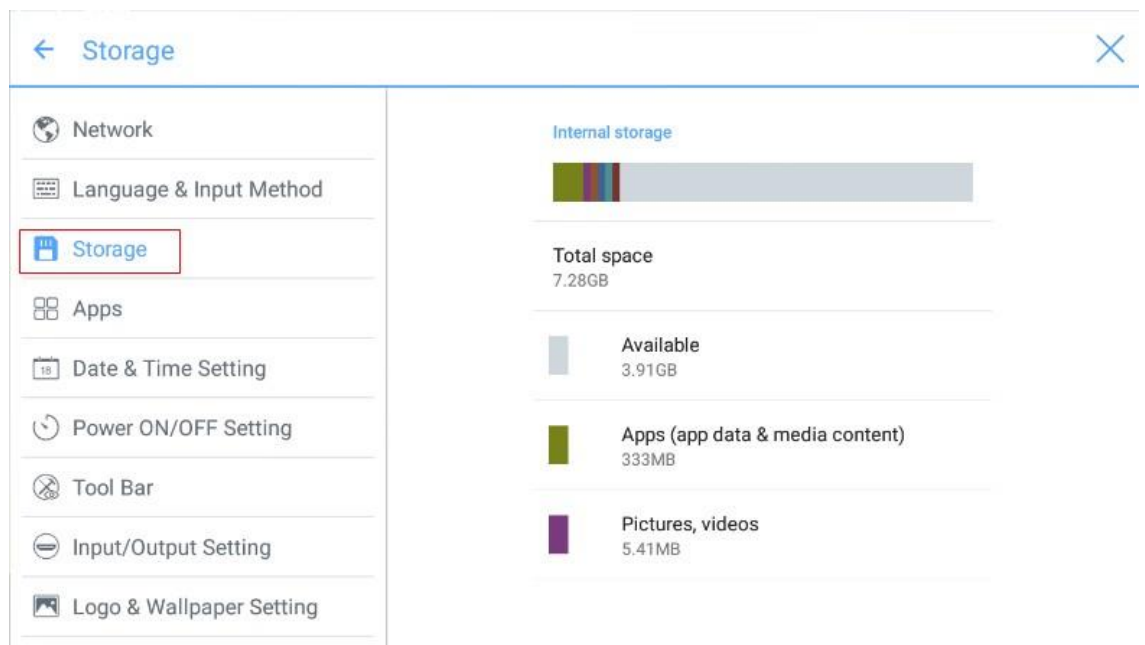 Storage
Network
Language & Input Method
Storage
Apps
18
Date & Time Setting
Power ON/OFF Setting
Tool Bar
Input/Output Setting
Logo & Wallpaper Setting
Internal storage
Total space
7.28GB
Available
3.91GB
Apps (app data & media content)
333MB
Pictures, videos
5.41MB